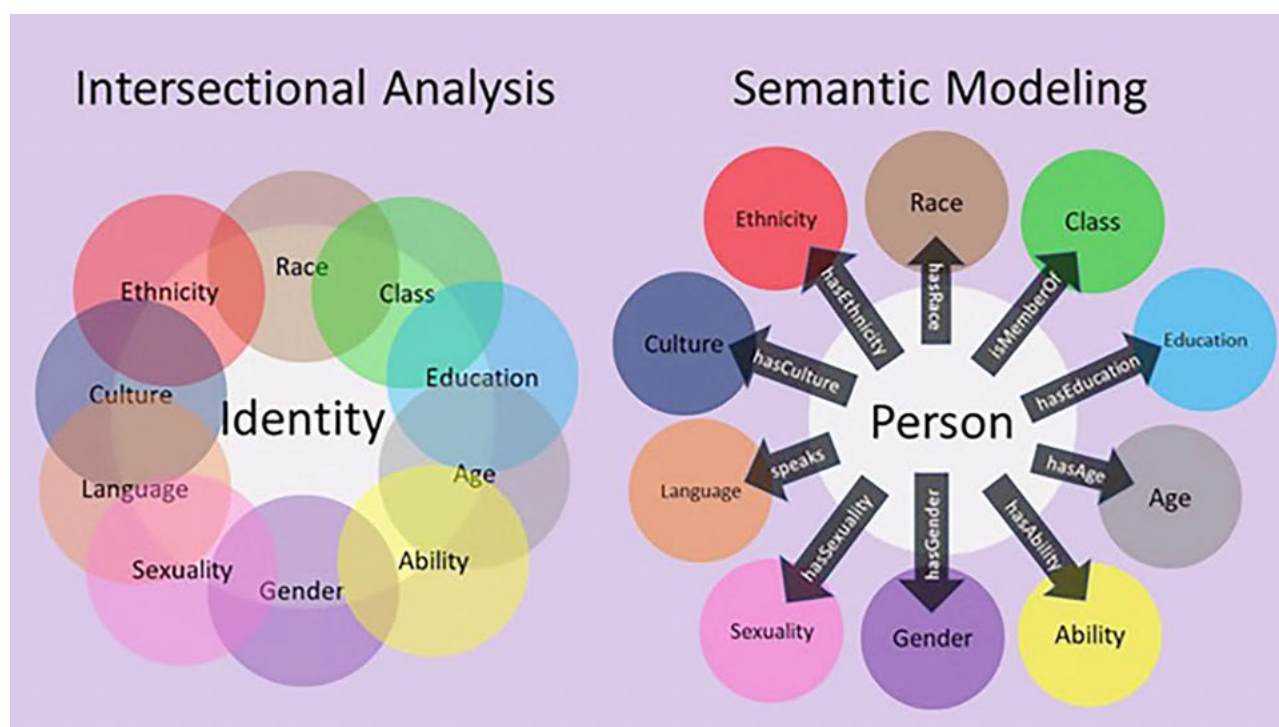 Intersectional Analysis
Ethnicity
Race
Class
Culture
Education
Identity
Language
Age
Sexuality
Gender
Ability
Semantic Modeling
Ethnicity
Race
Class
Culture
Education
hasEthnicity
hasRace
isMemberOf
hasCulture
hasEducation
Person
Language
speaks
hasAge
Age
hasSexuality
hasGender
hasAbility
Sexuality
Gender
Ability